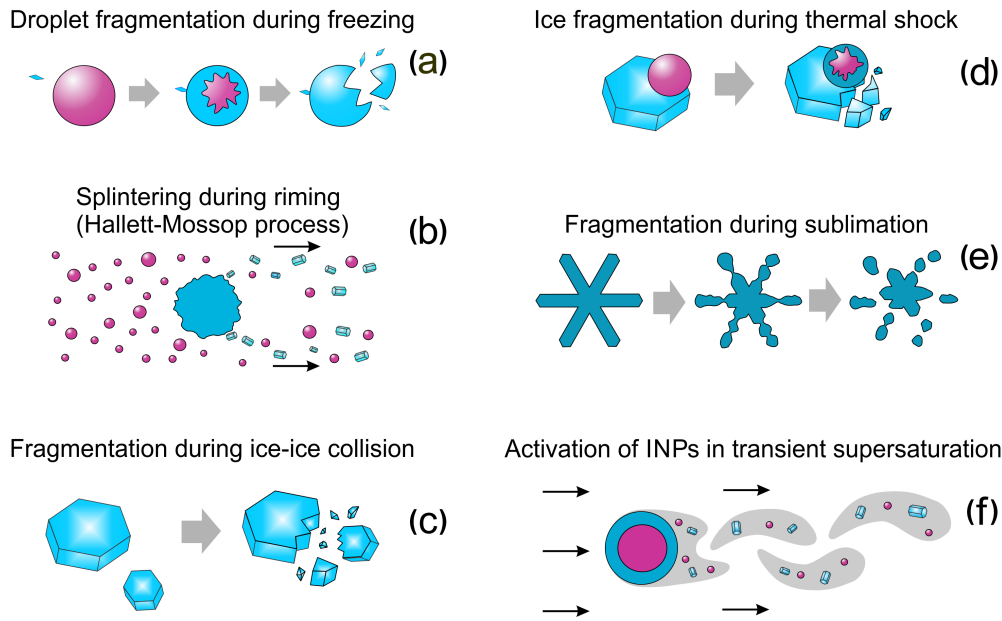 Droplet fragmentation during freezing
(a)
Splintering during riming
(Hallett-Mossop process)
(b)
Fragmentation during ice-ice collision
(c)
Ice fragmentation during thermal shock
(d)
Fragmentation during sublimation
(e)
Activation of INPs in transient supersaturation
(f)